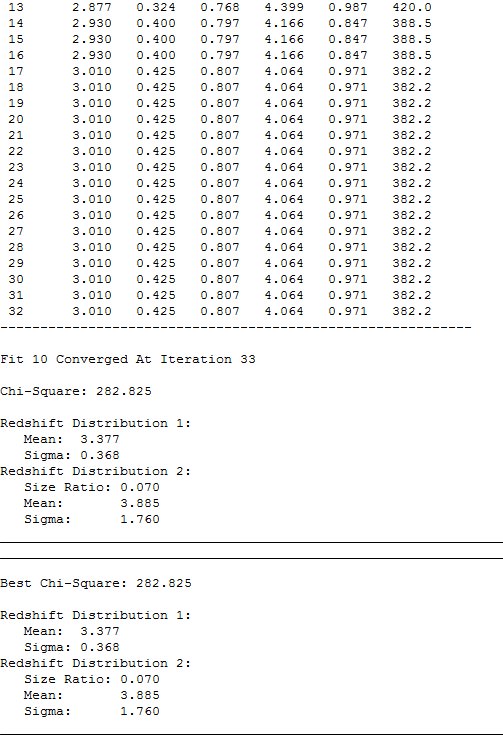 13 2.877 0.324 0.768 4.399 0.987 420.0
14 2.930 0.400 0.797 4.166 0.847 388.5
15 2.930 0.400 0.797 4.166 0.847 388.5
16 2.930 0.400 0.797 4.166 0.847 388.5
17 3.010 0.425 0.807 4.064 0.971 382.2
18 3.010 0.425 0.807 4.064 0.971 382.2
19 3.010 0.425 0.807 4.064 0.971 382.2
20 3.010 0.425 0.807 4.064 0.971 382.2
21 3.010 0.425 0.807 4.064 0.971 382.2
22 3.010 0.425 0.807 4.064 0.971 382.2
23 3.010 0.425 0.807 4.064 0.971 382.2
24 3.010 0.425 0.807 4.064 0.971 382.2
25 3.010 0.425 0.807 4.064 0.971 382.2
26 3.010 0.425 0.807 4.064 0.971 382.2
27 3.010 0.425 0.807 4.064 0.971 382.2
28 3.010 0.425 0.807 4.064 0.971 382.2
29 3.010 0.425 0.807 4.064 0.971 382.2
30 3.010 0.425 0.807 4.064 0.971 382.2
31 3.010 0.425 0.807 4.064 0.971 382.2
32 3.010 0.425 0.807 4.064 0.971 382.2
-----------------------------------------------------------
Fit 10 Converged At Iteration 33
Chi-Square: 282.825
Redshift Distribution 1:
Mean: 3.377
Sigma: 0.368
Redshift Distribution 2:
Size Ratio: 0.070
Mean: 3.885
Sigma: 1.760
Best Chi-Square: 282.825
Redshift Distribution 1:
Mean: 3.377
Sigma: 0.368
Redshift Distribution 2:
Size Ratio: 0.070
Mean: 3.885
Sigma: 1.760